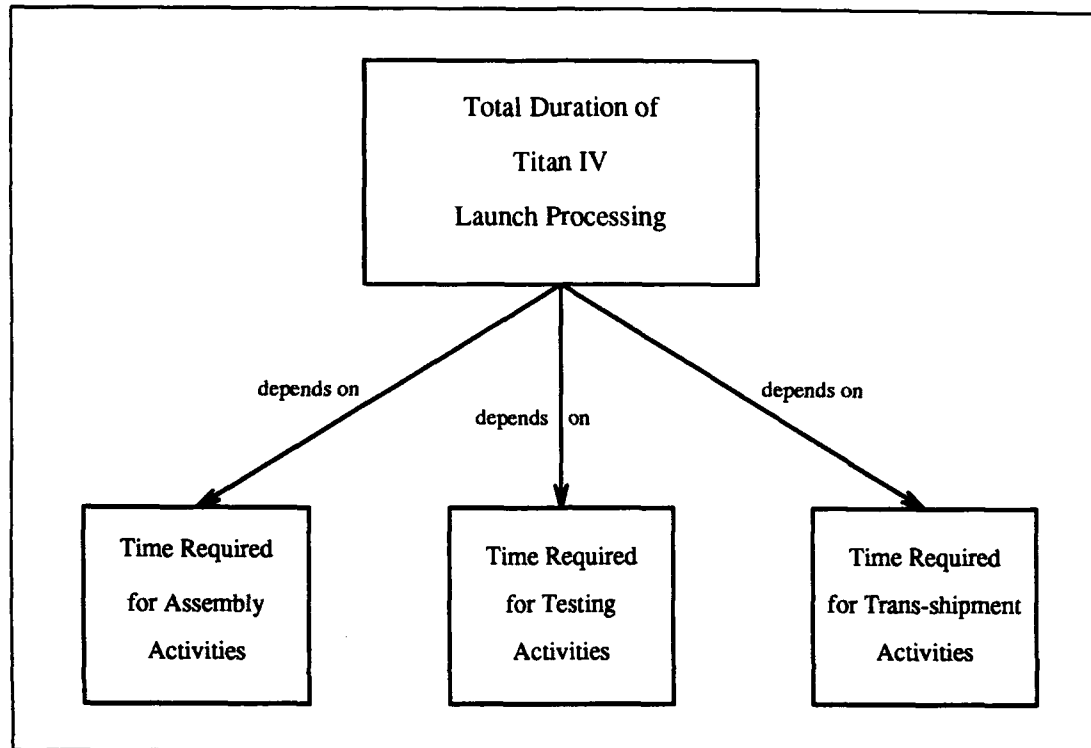 Total Duration of
Titan IV
Launch Processing
depends on
depends on
depends on
Time Required
for Assembly
Activities
Time Required
for Testing
Activities
Time Required
for Trans-shipment
Activities